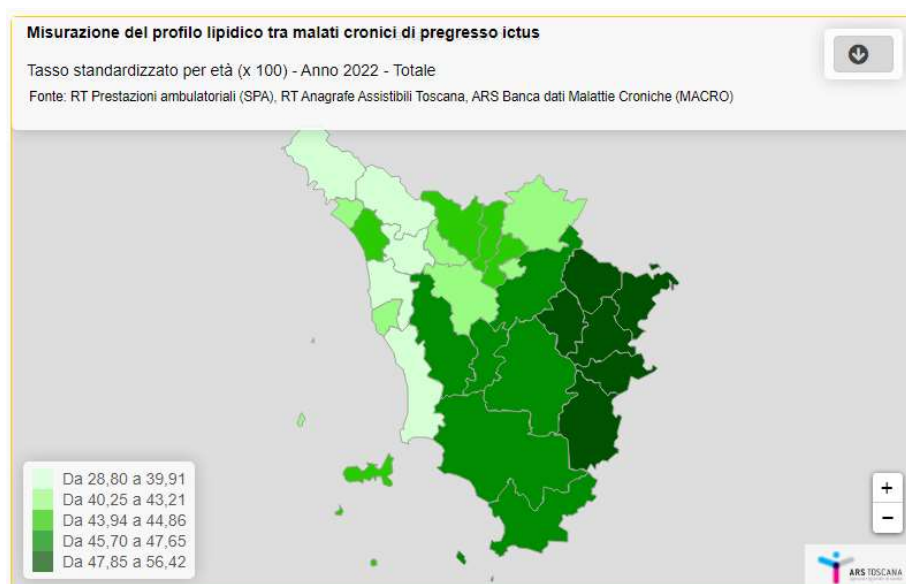 Misurazione del profilo lipidico tra malati cronici di pregresso ictus
Tasso standardizzato per età (x 100) - Anno 2022 - Totale
Fonte: RT Prestazioni ambulatoriali (SPA), RT Anagrafe Assistibili Toscana, ARS Banca dati Malattie Croniche (MACRO)
Da 28,80 a 39,91
Da 40,25 a 43,21
Da 43,94 a 44,86
Da 45,70 a 47,65
Da 47,85 a 56,42
+
−
ARS TOSCANA